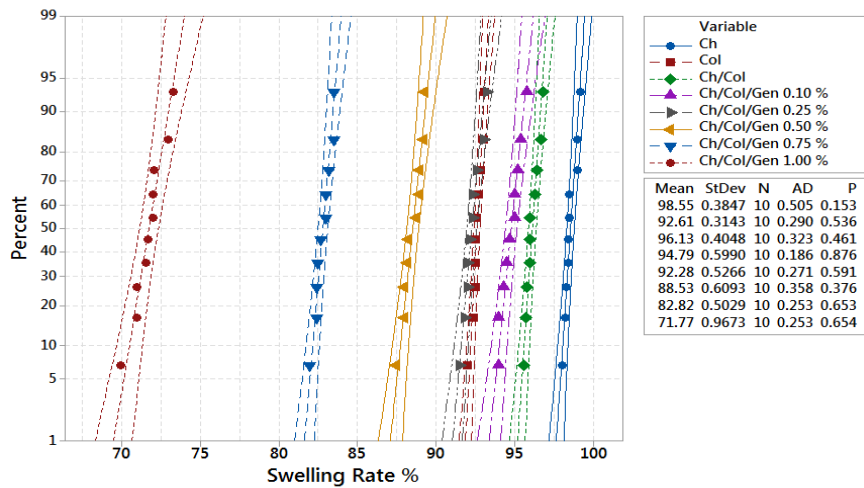 99
95
90
80
70
60
50
40
30
20
10
5
1
Percent
70 75 80 85 90 95 100
Swelling Rate %
Variable
Ch
Col
Ch/Col
Ch/Col/Gen 0.10 %
Ch/Col/Gen 0.25 %
Ch/Col/Gen 0.50 %
Ch/Col/Gen 0.75 %
Ch/Col/Gen 1.00 %
Mean StDev N AD P
98.55 0.3847 10 0.505 0.153
92.61 0.3143 10 0.290 0.536
96.13 0.4048 10 0.323 0.461
94.79 0.5990 10 0.186 0.876
92.28 0.5266 10 0.271 0.591
88.53 0.6093 10 0.358 0.376
82.82 0.5029 10 0.253 0.653
71.77 0.9673 10 0.253 0.654